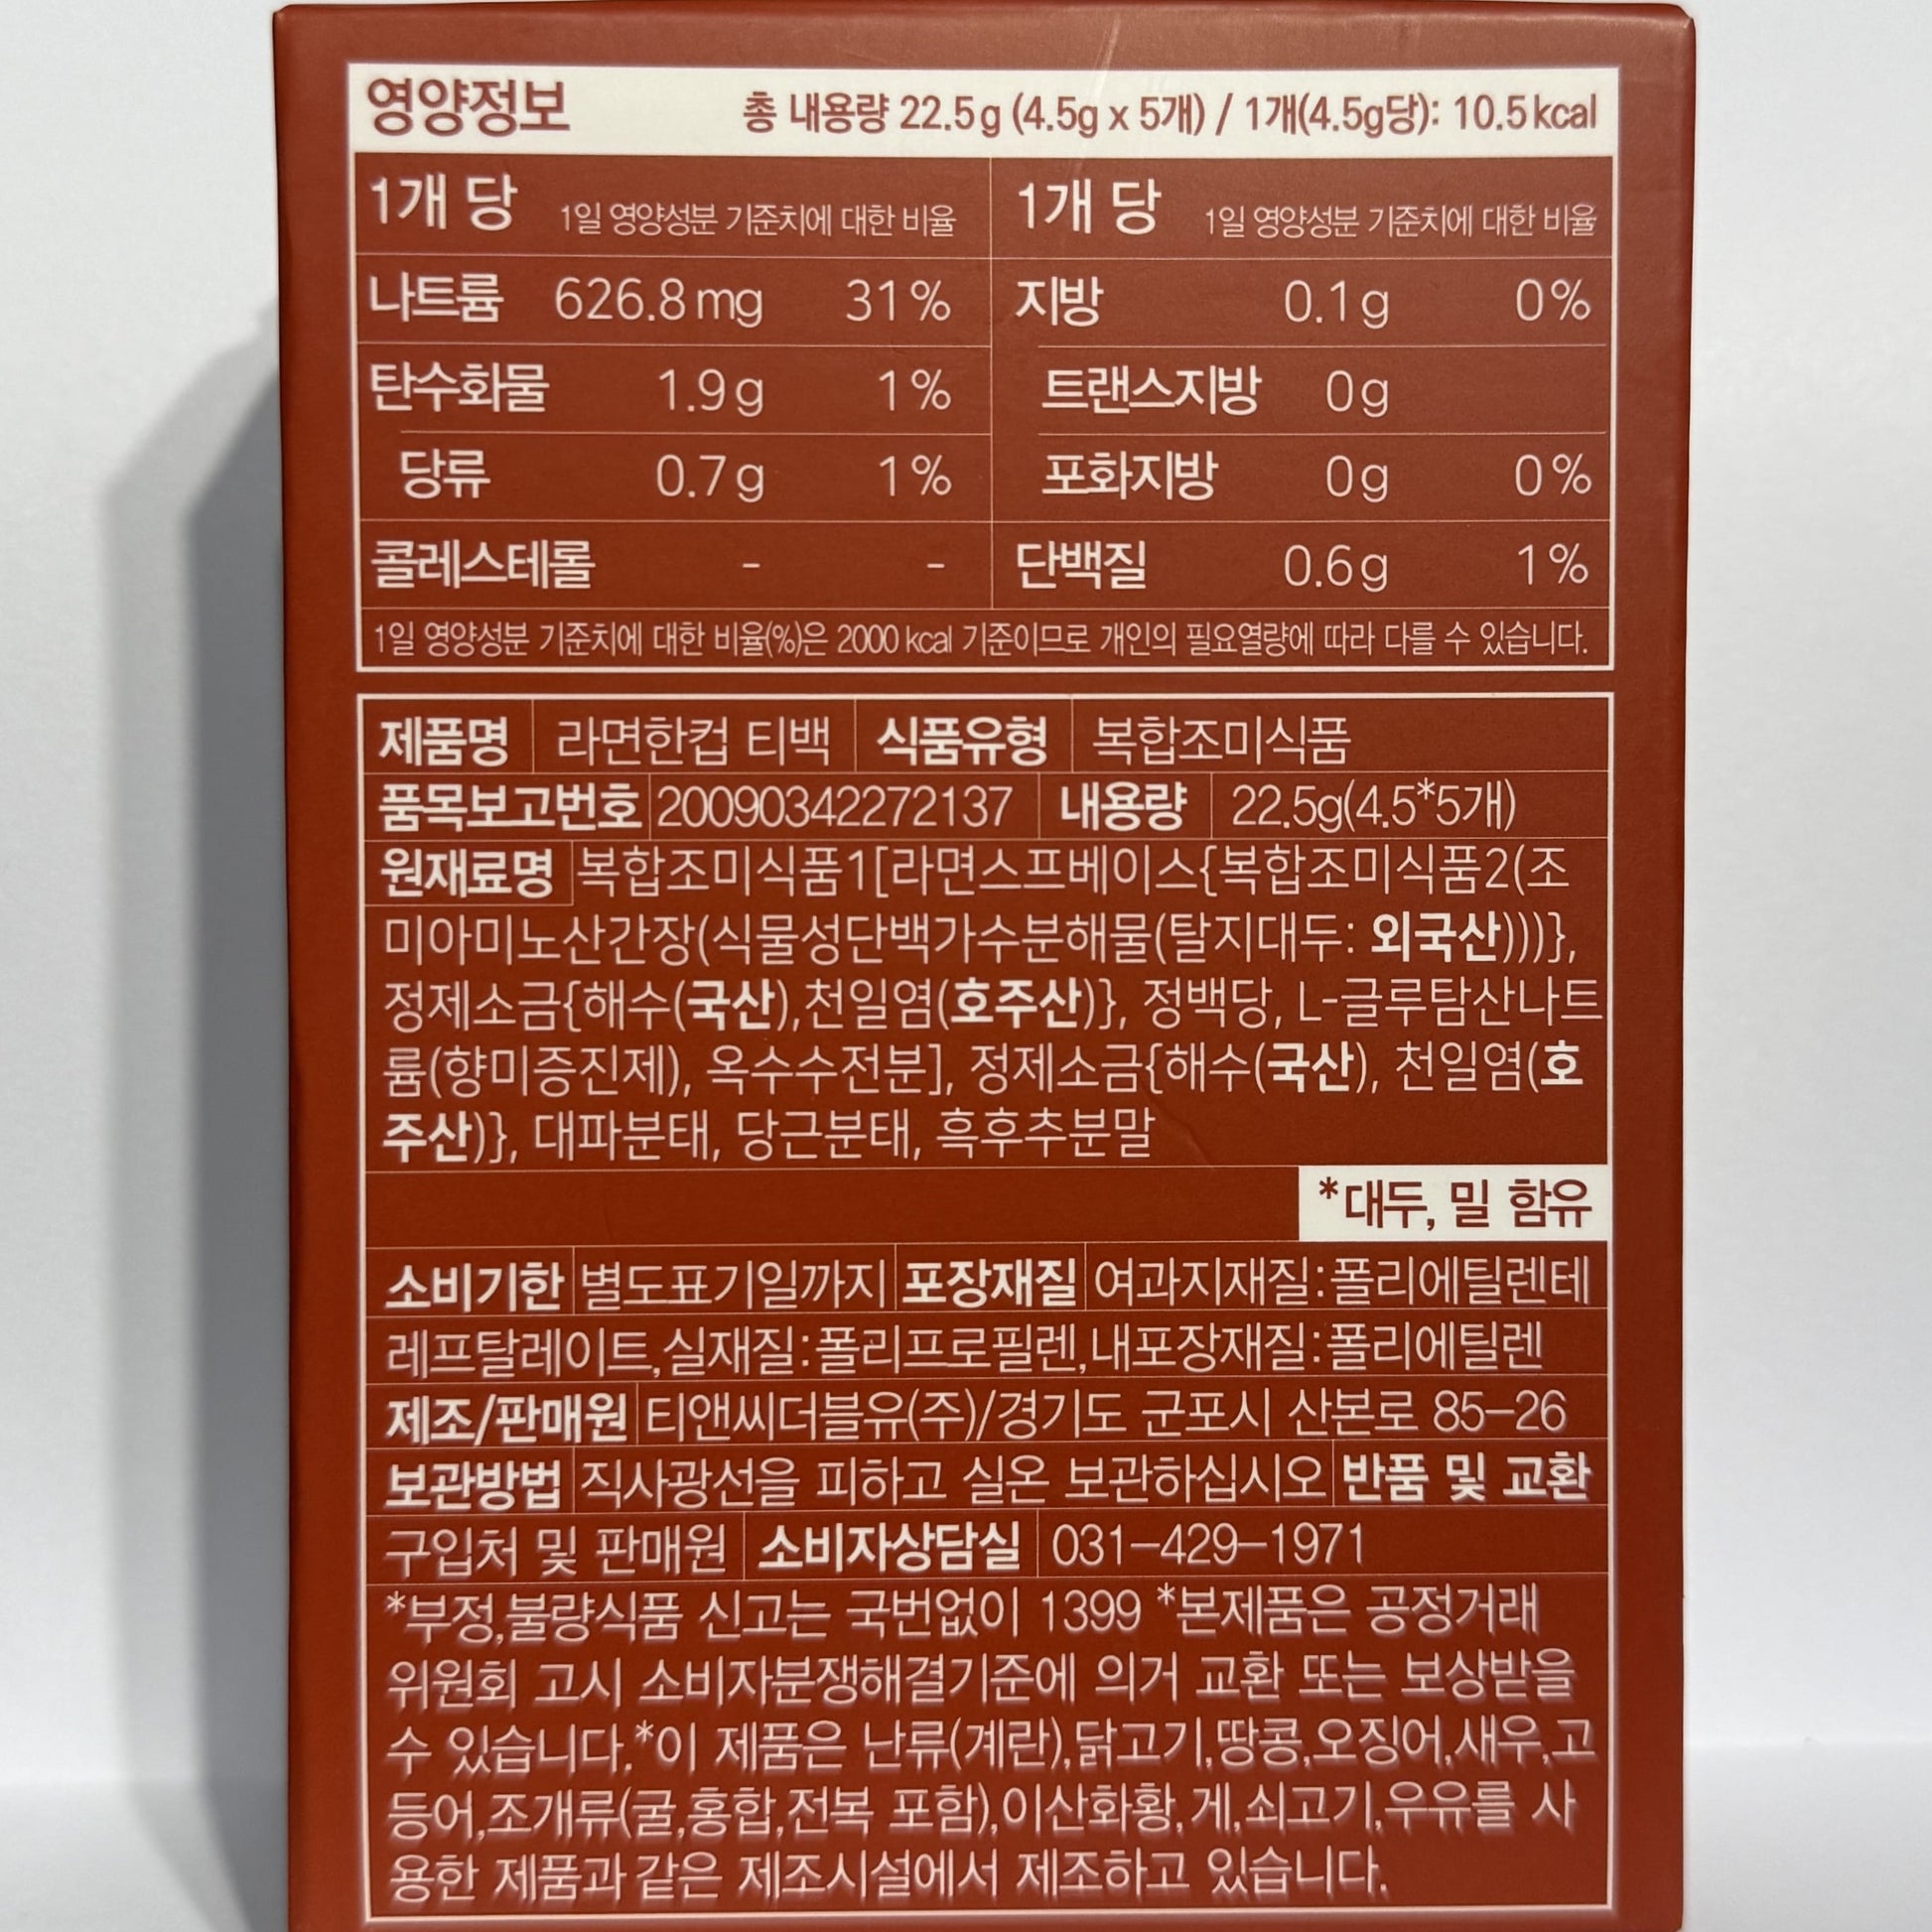 영양정보 총 내용량 22.5g (4.5g x 5개) / 1개(4.5g당): 10.5kcal
1개 당 1일 영양성분 기준치에 대한 비율 1개 당 1일 영양성분 기준치에 대한 비율
나트륨 626.8mg 31% 지방 0.1g 0%
탄수화물 1.9g 1% 트랜스지방 0g
당류 0.7g 1% 포화지방 0g 0%
콜레스테롤 - - 단백질 0.6g 1%
1일 영양성분 기준치에 대한 비율(%)은 2000 kcal 기준이므로 개인의 필요열량에 따라 다를 수 있습니다.
제품명 라면한컵 티백 식품유형 복합조미식품
품목보고번호 20090342272137 내용량 22.5g(4.5*5개)
원재료명 복합조미식품1[라면스프베이스{복합조미식품2(조
미아미노산간장(식물성단백가수분해물(탈지대두: 외국산)))},
정제소금{해수(국산),천일염(호주산)}, 정백당, L-글루탐산나트
륨(향미증진제), 옥수수전분], 정제소금{해수(국산), 천일염(호
주산)}, 대파분태, 당근분태, 흑후추분말
*대두, 밀 함유
소비기한 별도표기일까지 포장재질 여과지재질:폴리에틸렌테
레프탈레이트,실재질:폴리프로필렌,내포장재질:폴리에틸렌
제조/판매원 티앤씨더블유(주)/경기도 군포시 산본로 85-26
보관방법 직사광선을 피하고 실온 보관하십시오 반품 및 교환
구입처 및 판매원 소비자상담실 031-429-1971
*부정,불량식품 신고는 국번없이 1399 *본제품은 공정거래
위원회 고시 소비자분쟁해결기준에 의거 교환 또는 보상받을
수 있습니다.*이 제품은 난류(계란),닭고기,땅콩,오징어,새우,고
등어,조개류(굴,홍합,전복 포함),이산화황,게,쇠고기,우유를 사
용한 제품과 같은 제조시설에서 제조하고 있습니다.